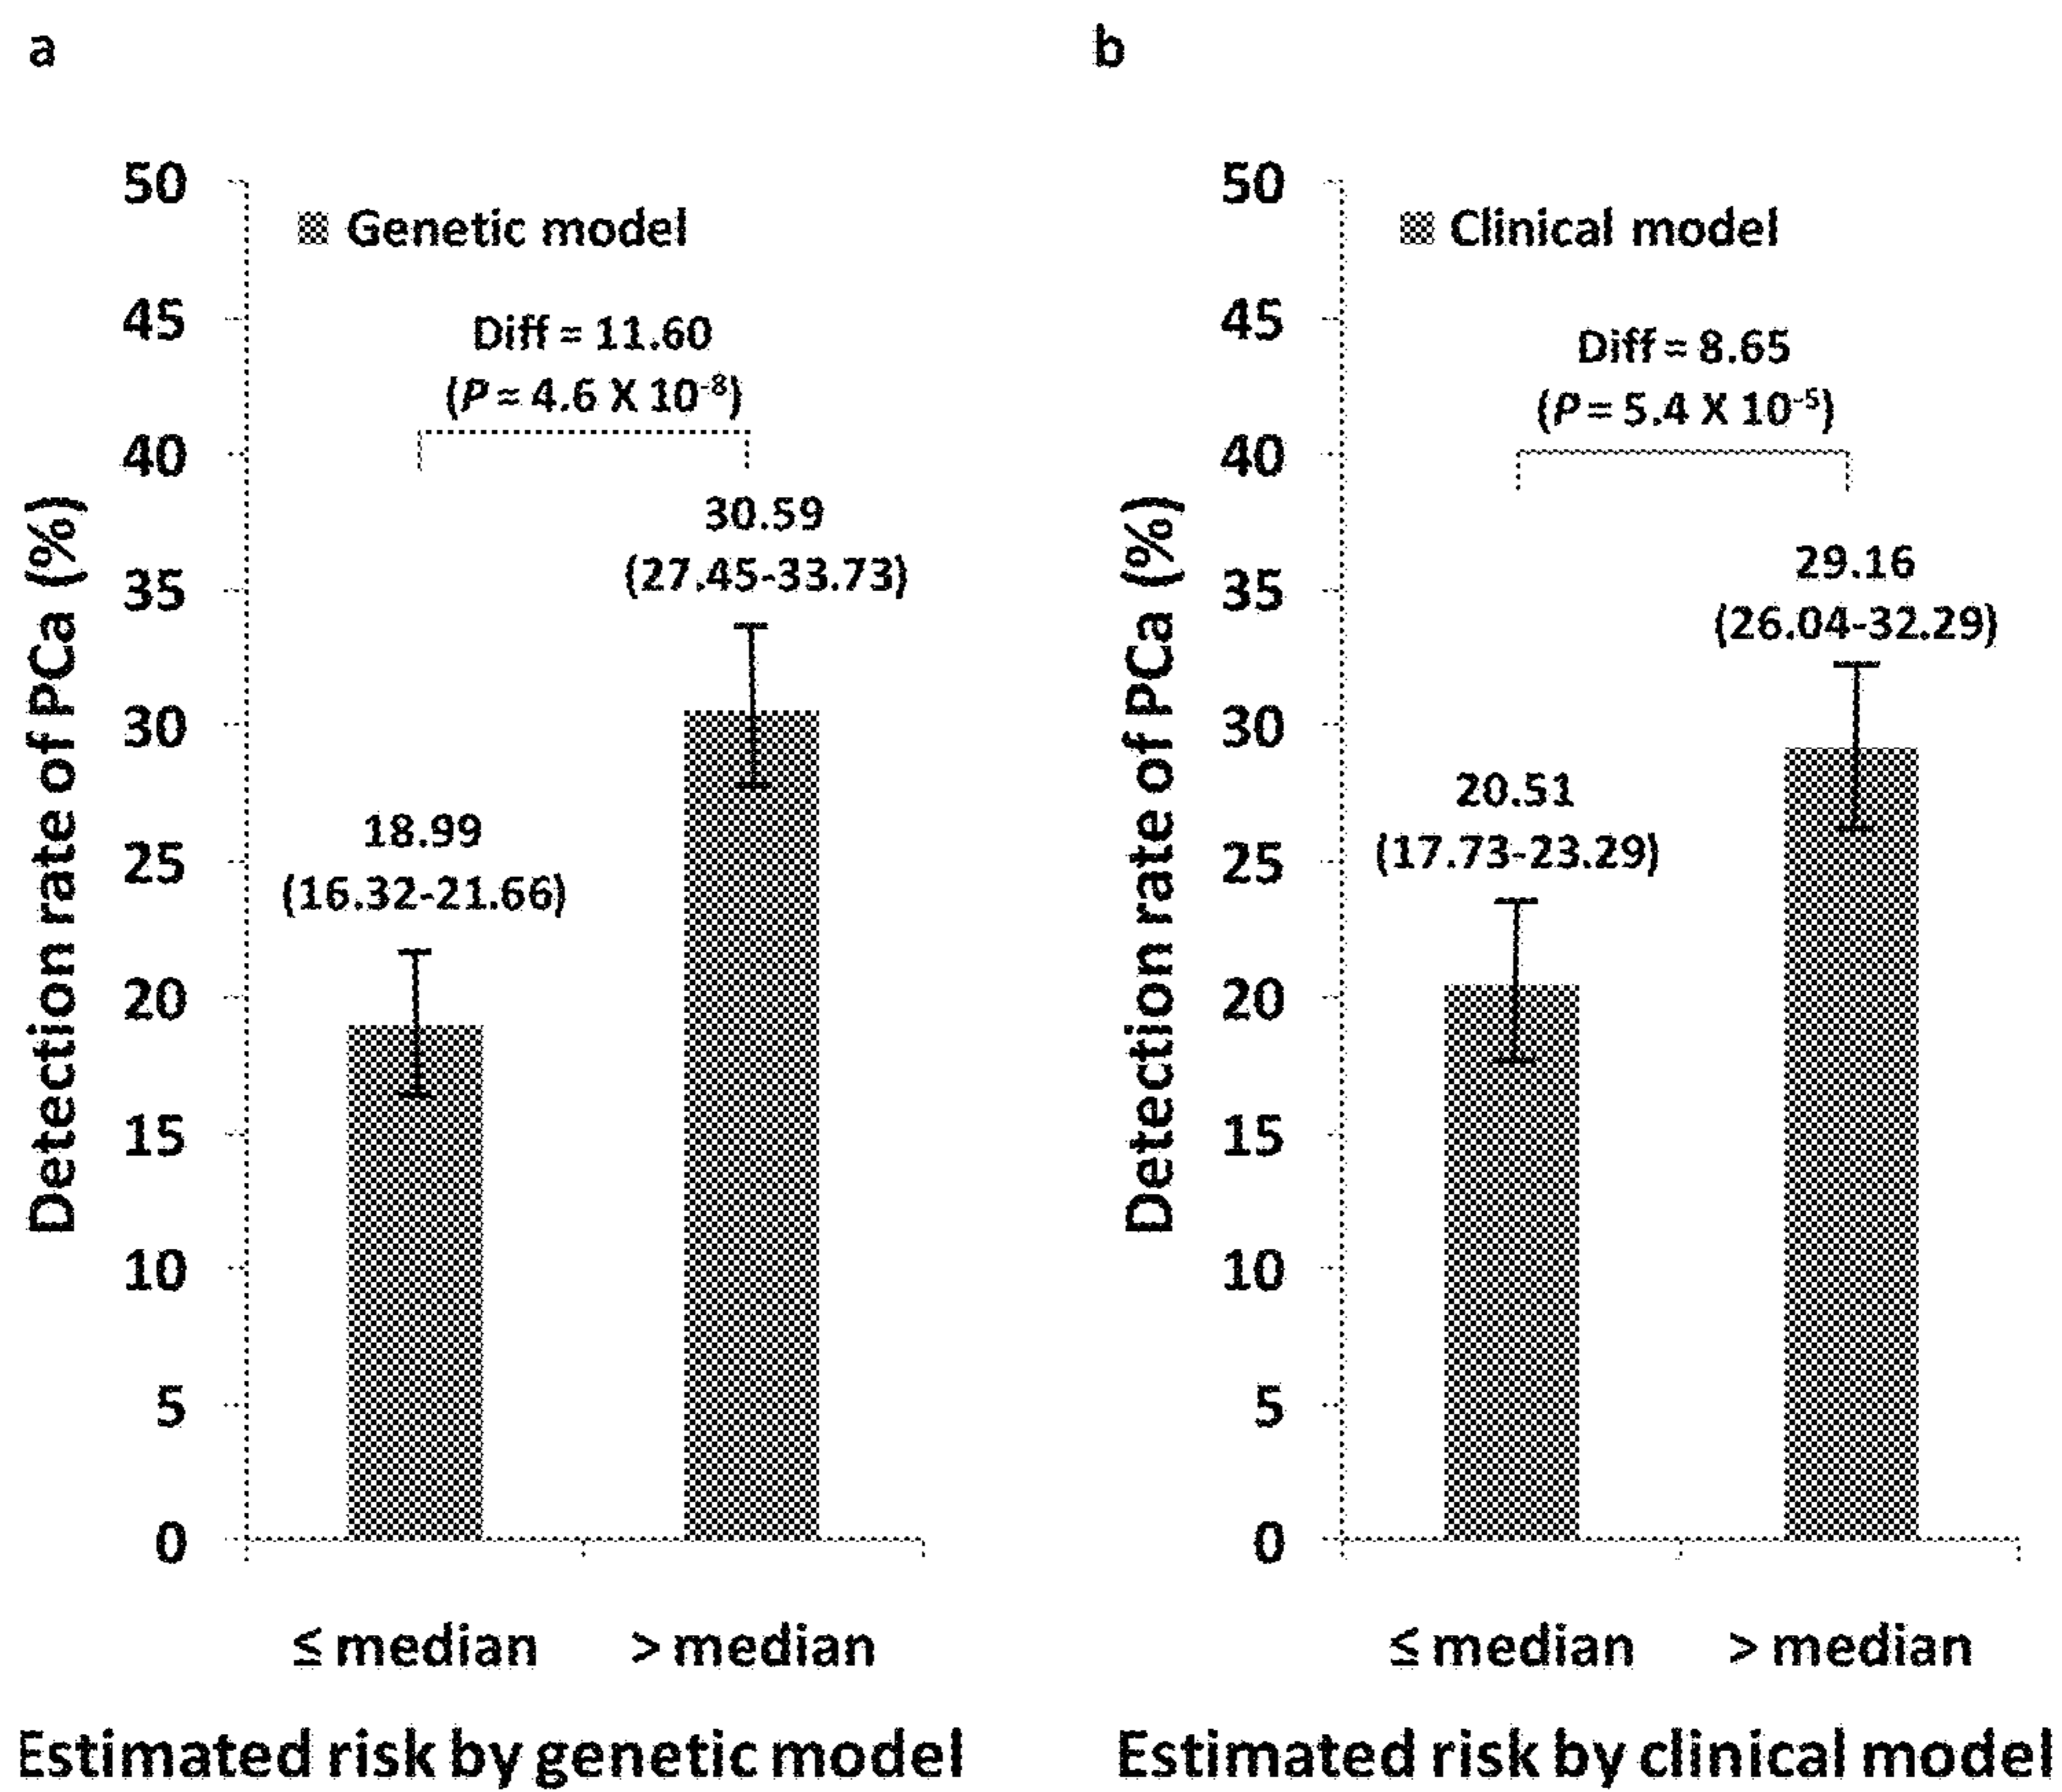 a
50
45
40
35
30
25
20
15
10
5
0
Detection rate of PCa (%)
Genetic model
Diff = 11.60
(P = 4.6 X 10⁻⁸)
30.59
(27.45-33.73)
18.99
(16.32-21.66)
≤ median > median
Estimated risk by genetic model
b
50
45
40
35
30
25
20
15
10
5
0
Detection rate of PCa (%)
Clinical model
Diff = 8.65
(P = 5.4 X 10⁻⁵)
29.16
(26.04-32.29)
20.51
(17.73-23.29)
≤ median > median
Estimated risk by clinical model